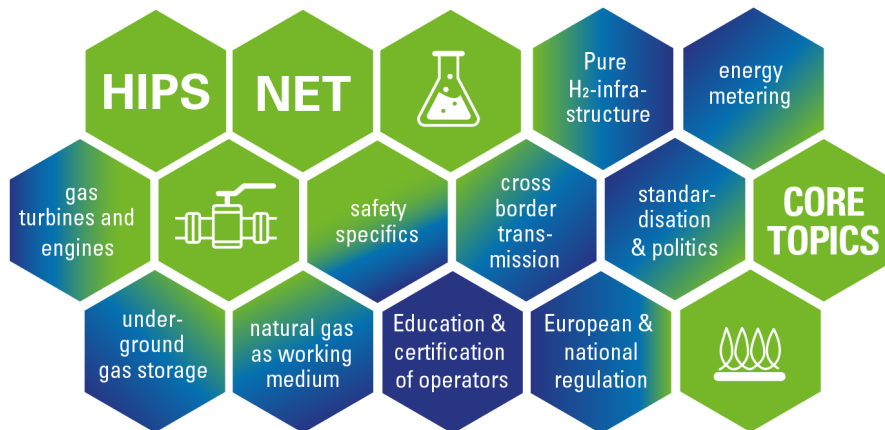 HIPS
NET
Pure
H₂-infra-
structure
energy
metering
gas
turbines and
engines
safety
specifics
cross
border
trans-
mission
standar-
disation
& politics
CORE
TOPICS
under-
ground
gas storage
natural gas
as working
medium
Education &
certification
of operators
European &
national
regulation